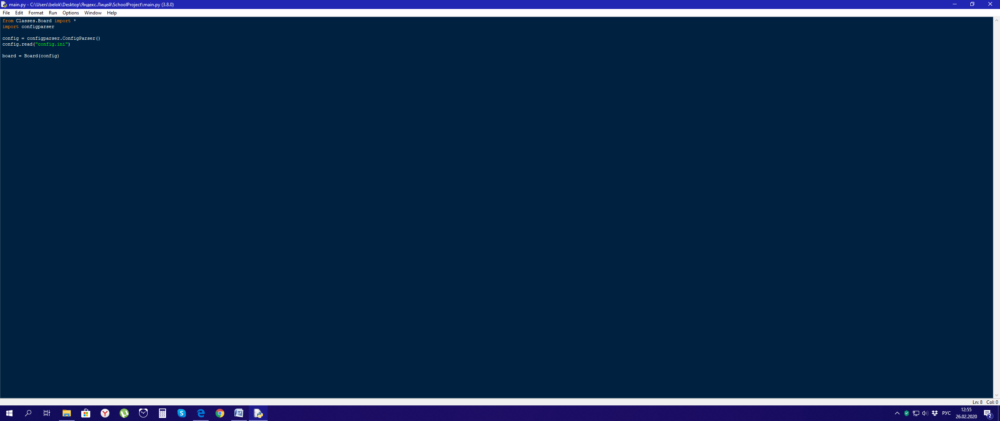 main.py - C:\Users\belok\Desktop\Яндекс.Лицей\SchoolProject\main.py (3.8.0)
File Edit Format Run Options Window Help
from Classes.Board import *
import configparser
config = configparser.ConfigParser()
config.read("config.ini")
board = Board(config)
Ln: 8 Col: 0
РУС
12:55
26.02.2020
2